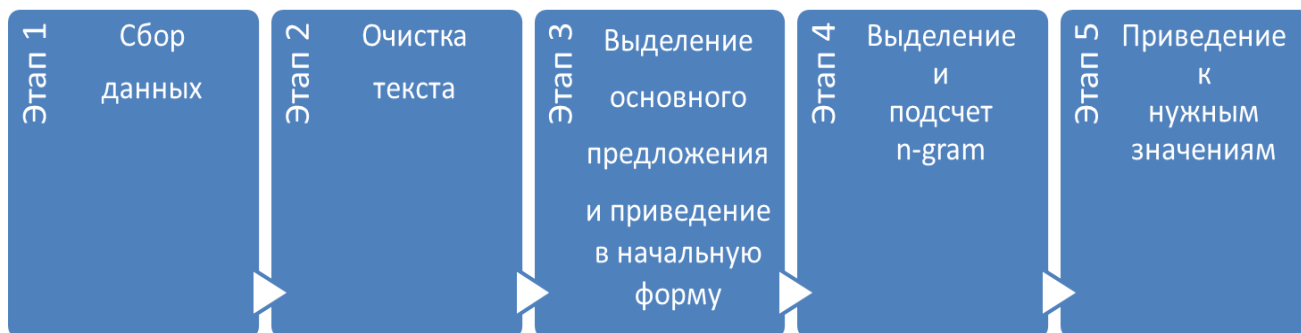 Этап 1
Сбор
данных
Этап 2
Очистка
текста
Этап 3
Выделение
основного
предложения
и приведение
в начальную
форму
Этап 4
Выделение
и
подсчет
n-gram
Этап 5
Приведение
к
нужным
значениям